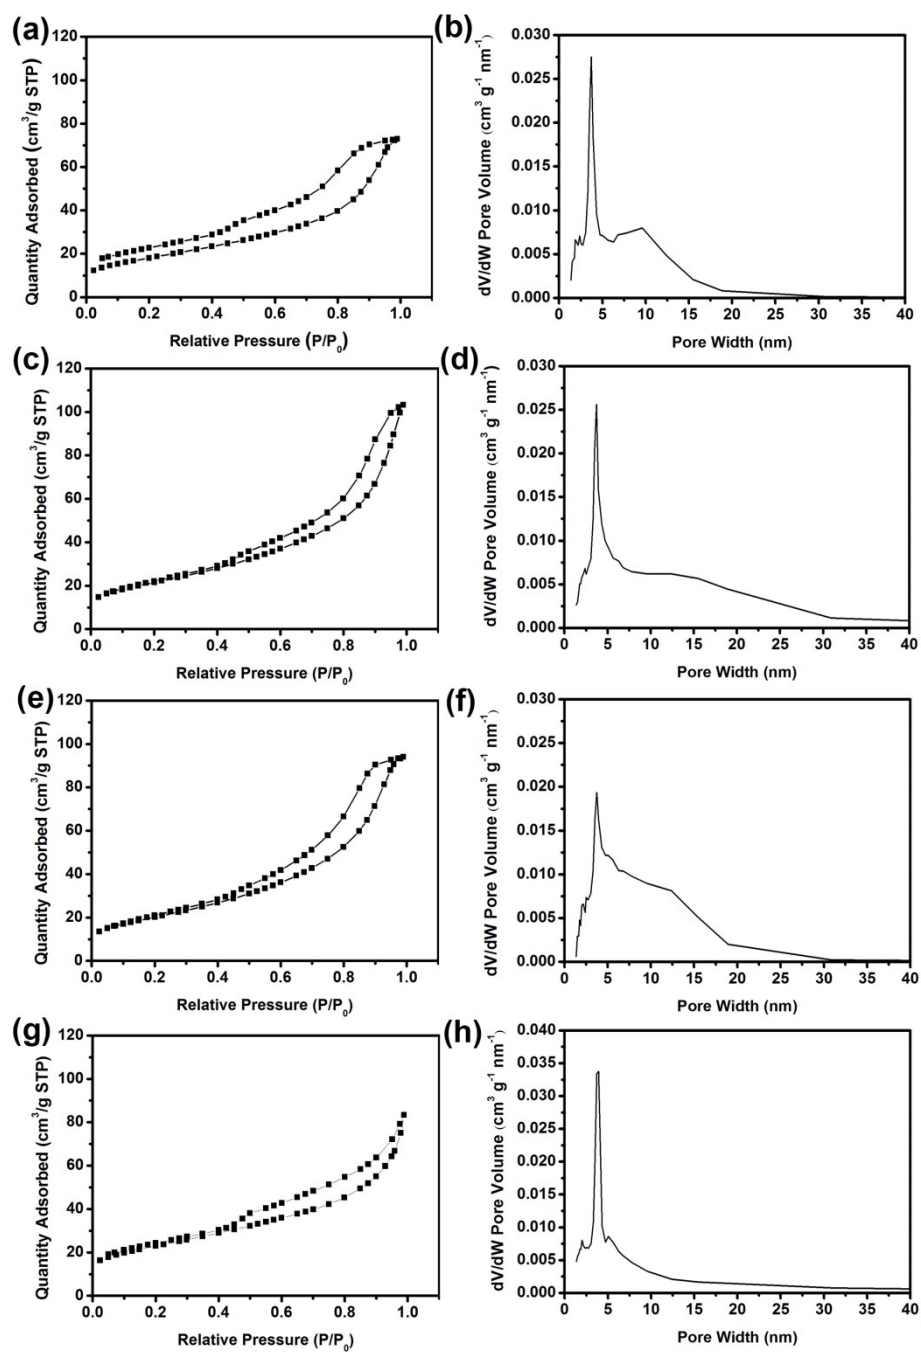 (a)
Quantity Adsorbed (cm³/g STP)
120
100
80
60
40
20
0
0.0 0.2 0.4 0.6 0.8 1.0
Relative Pressure (P/P₀)
(b)
dV/dW Pore Volume (cm³ g⁻¹ nm⁻¹)
0.030
0.025
0.020
0.015
0.010
0.005
0.000
0 5 10 15 20 25 30 35 40
Pore Width (nm)
(c)
Quantity Adsorbed (cm³/g STP)
120
100
80
60
40
20
0
0.0 0.2 0.4 0.6 0.8 1.0
Relative Pressure (P/P₀)
(d)
dV/dW Pore Volume (cm³ g⁻¹ nm⁻¹)
0.030
0.025
0.020
0.015
0.010
0.005
0.000
0 5 10 15 20 25 30 35 40
Pore Width (nm)
(e)
Quantity Adsorbed (cm³/g STP)
120
100
80
60
40
20
0
0.0 0.2 0.4 0.6 0.8 1.0
Relative Pressure (P/P₀)
(f)
dV/dW Pore Volume (cm³ g⁻¹ nm⁻¹)
0.030
0.025
0.020
0.015
0.010
0.005
0.000
0 5 10 15 20 25 30 35 40
Pore Width (nm)
(g)
Quantity Adsorbed (cm³/g STP)
120
100
80
60
40
20
0
0.0 0.2 0.4 0.6 0.8 1.0
Relative Pressure (P/P₀)
(h)
dV/dW Pore Volume (cm³ g⁻¹ nm⁻¹)
0.040
0.035
0.030
0.025
0.020
0.015
0.010
0.005
0.000
0 5 10 15 20 25 30 35 40
Pore Width (nm)